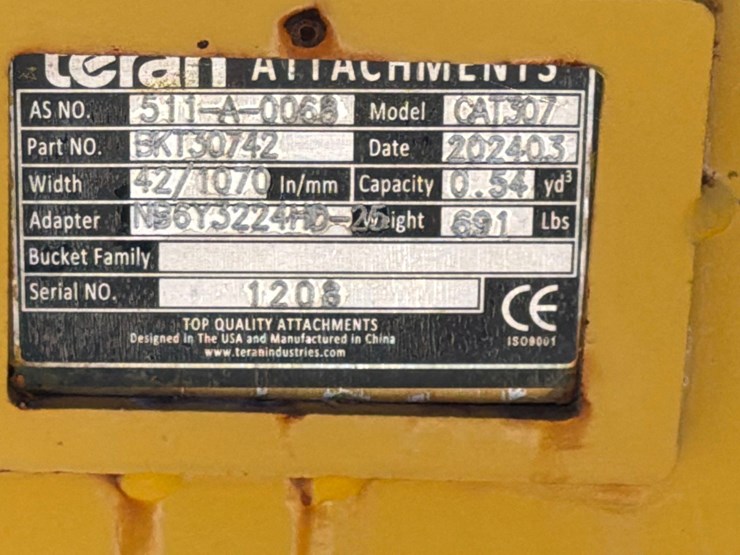 teran ATTACHMENTS
AS NO. 511-A-0068 Model CAT307
Part NO. BKT30742 Date 202403
Width 42/1070 In/mm Capacity 0.54 yd³
Adapter Weight 691 Lbs
Bucket Family
Serial NO. 1208
CE
TOP QUALITY ATTACHMENTS
Designed in The USA and Manufactured in China
ISO9001
www.teranindustries.com